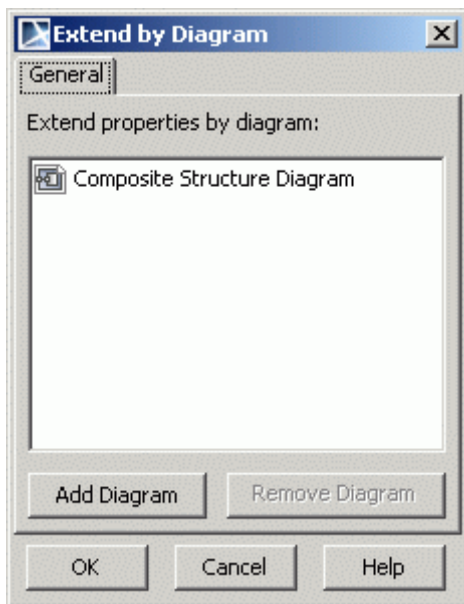 Extend by Diagram
General
Extend properties by diagram:
Composite Structure Diagram
Add Diagram Remove Diagram
OK Cancel Help